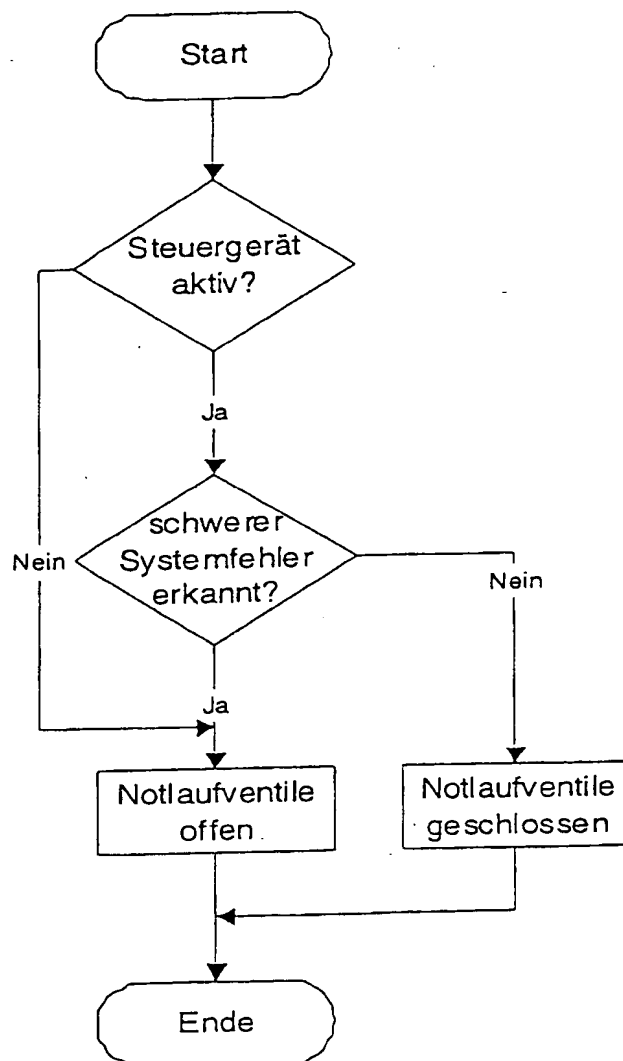 Start
Steuergerät
aktiv?
Ja
schwerer
Systemfehler
erkannt?
Nein
Nein
Ja
Notlaufventile
offen
Notlaufventile
geschlossen
Ende